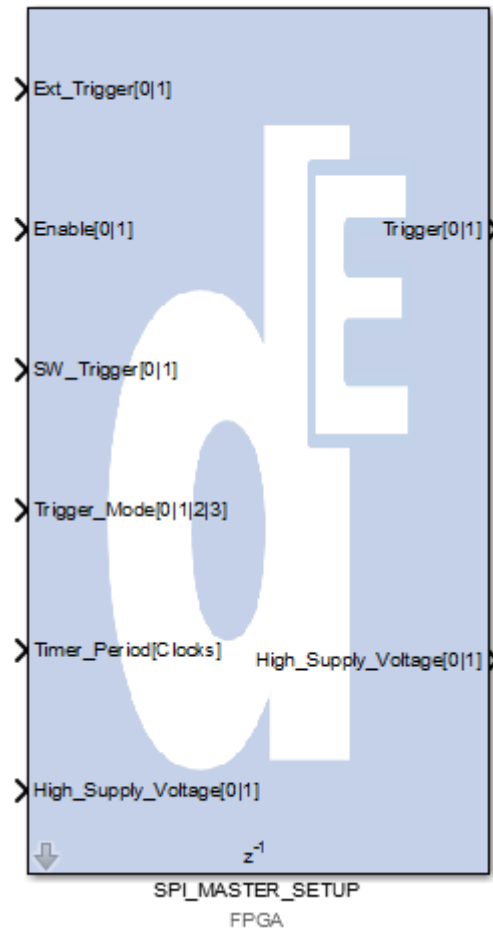 Ext_Trigger[0|1]
Enable[0|1]
Trigger[0|1]
SW_Trigger[0|1]
Trigger_Mode[0|1|2|3]
Timer_Period[Clocks]
High_Supply_Voltage[0|1]
High_Supply_Voltage[0|1]
z-1
SPI_MASTER_SETUP
FPGA
dE